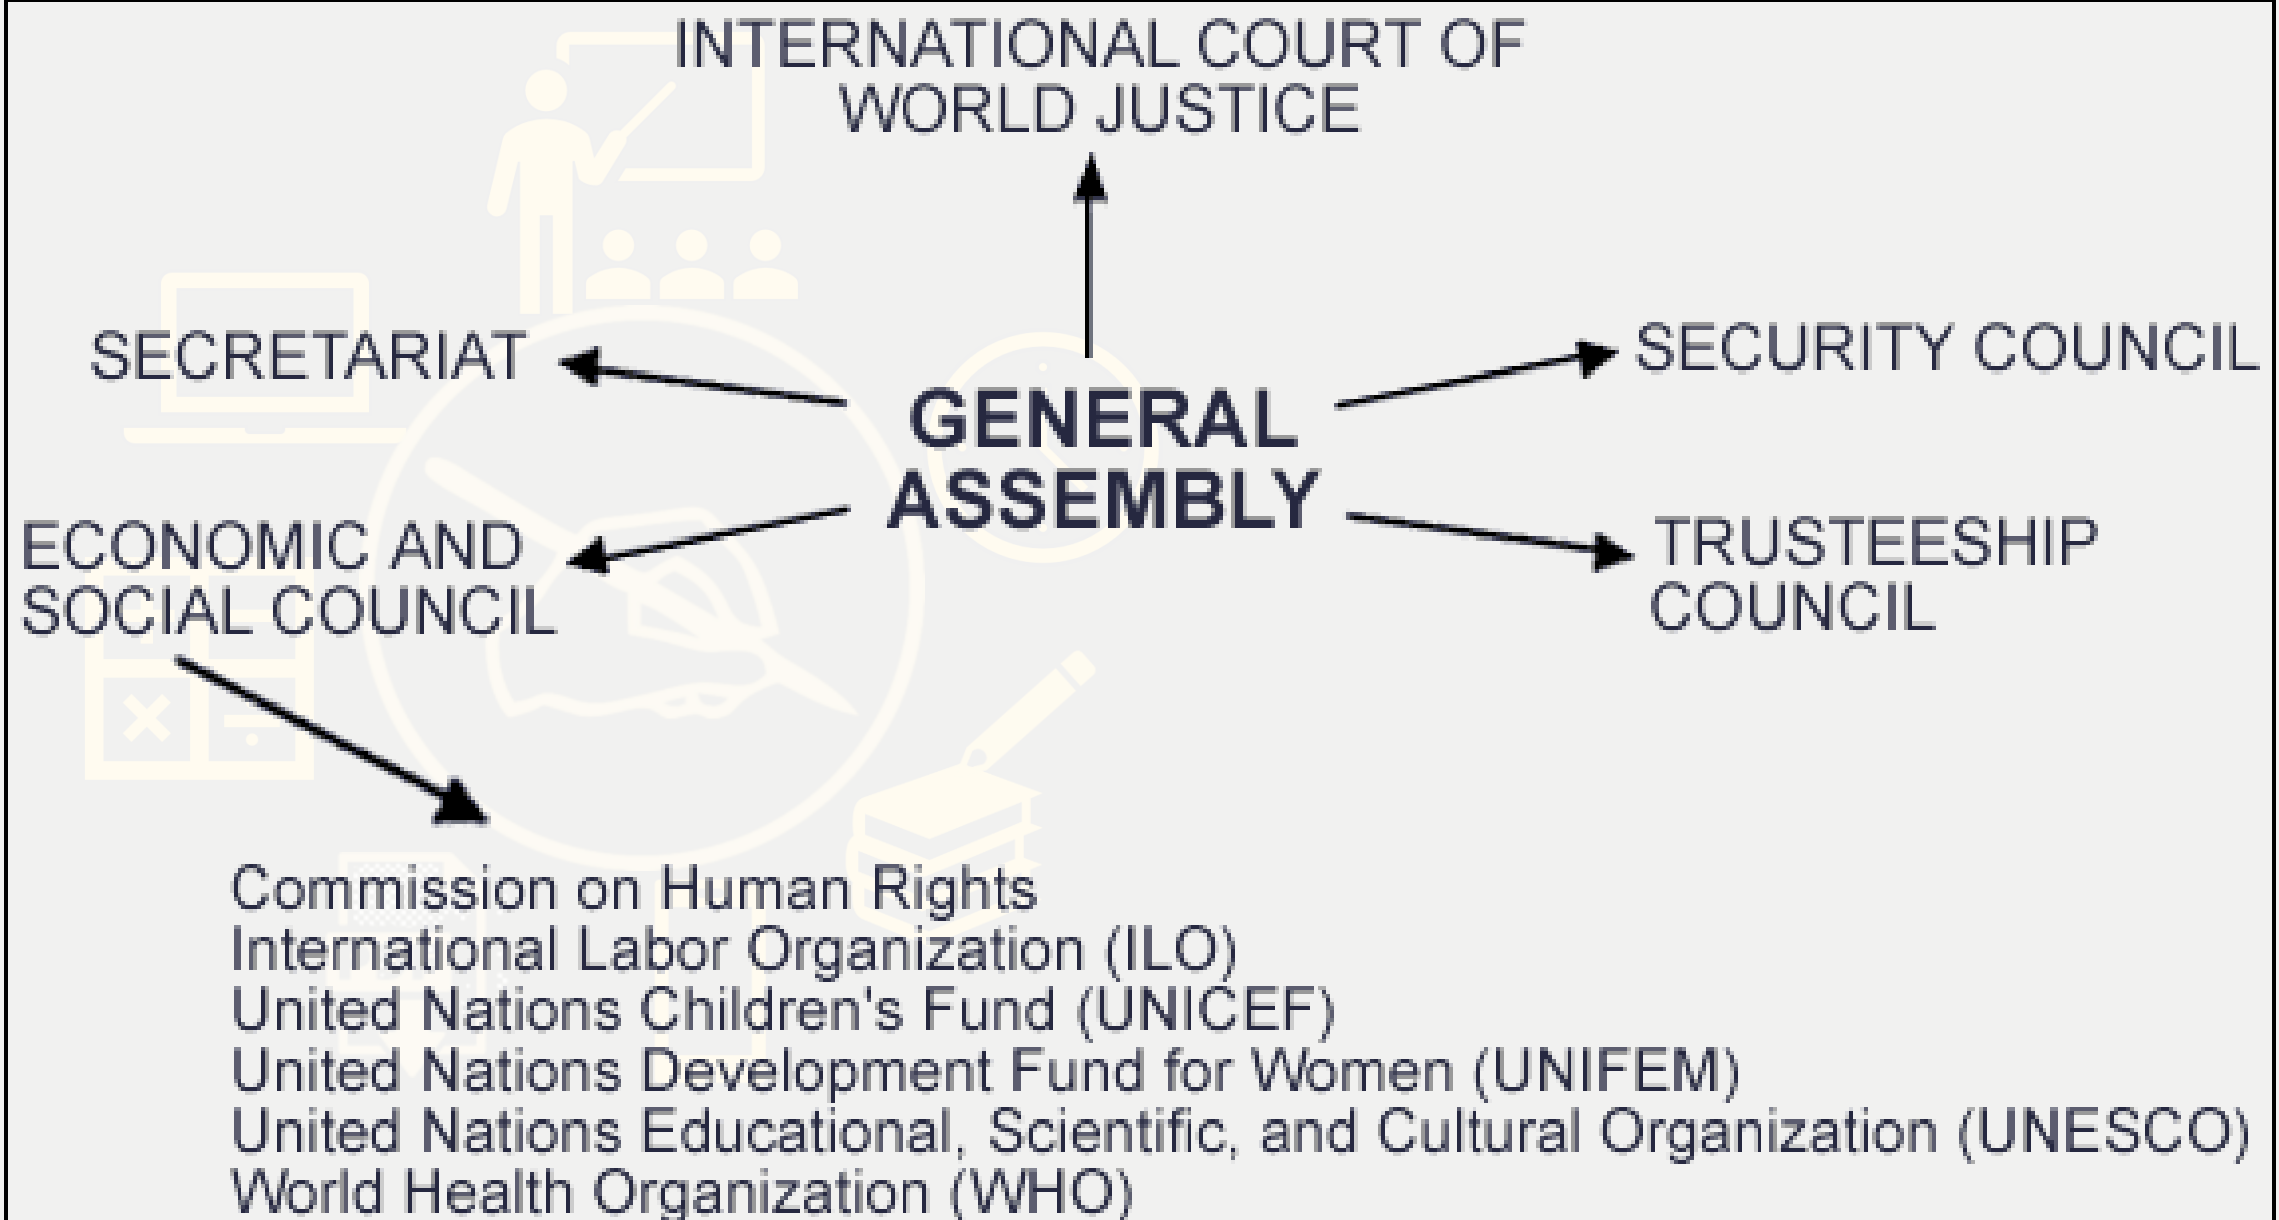 INTERNATIONAL COURT OF
WORLD JUSTICE
SECRETARIAT
SECURITY COUNCIL
GENERAL
ASSEMBLY
ECONOMIC AND
SOCIAL COUNCIL
TRUSTEESHIP
COUNCIL
Commission on Human Rights
International Labor Organization (ILO)
United Nations Children's Fund (UNICEF)
United Nations Development Fund for Women (UNIFEM)
United Nations Educational, Scientific, and Cultural Organization (UNESCO)
World Health Organization (WHO)